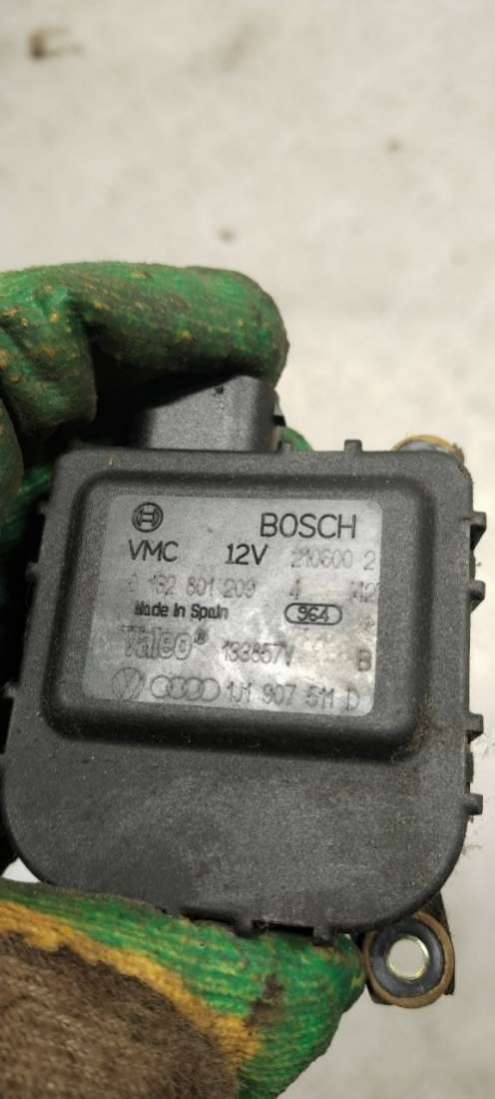 BOSCH
VMC 12V 210600 2
0 132 801 209 4
Made in Spain 964
Valeo® 133857V B
1J1 907 511 D